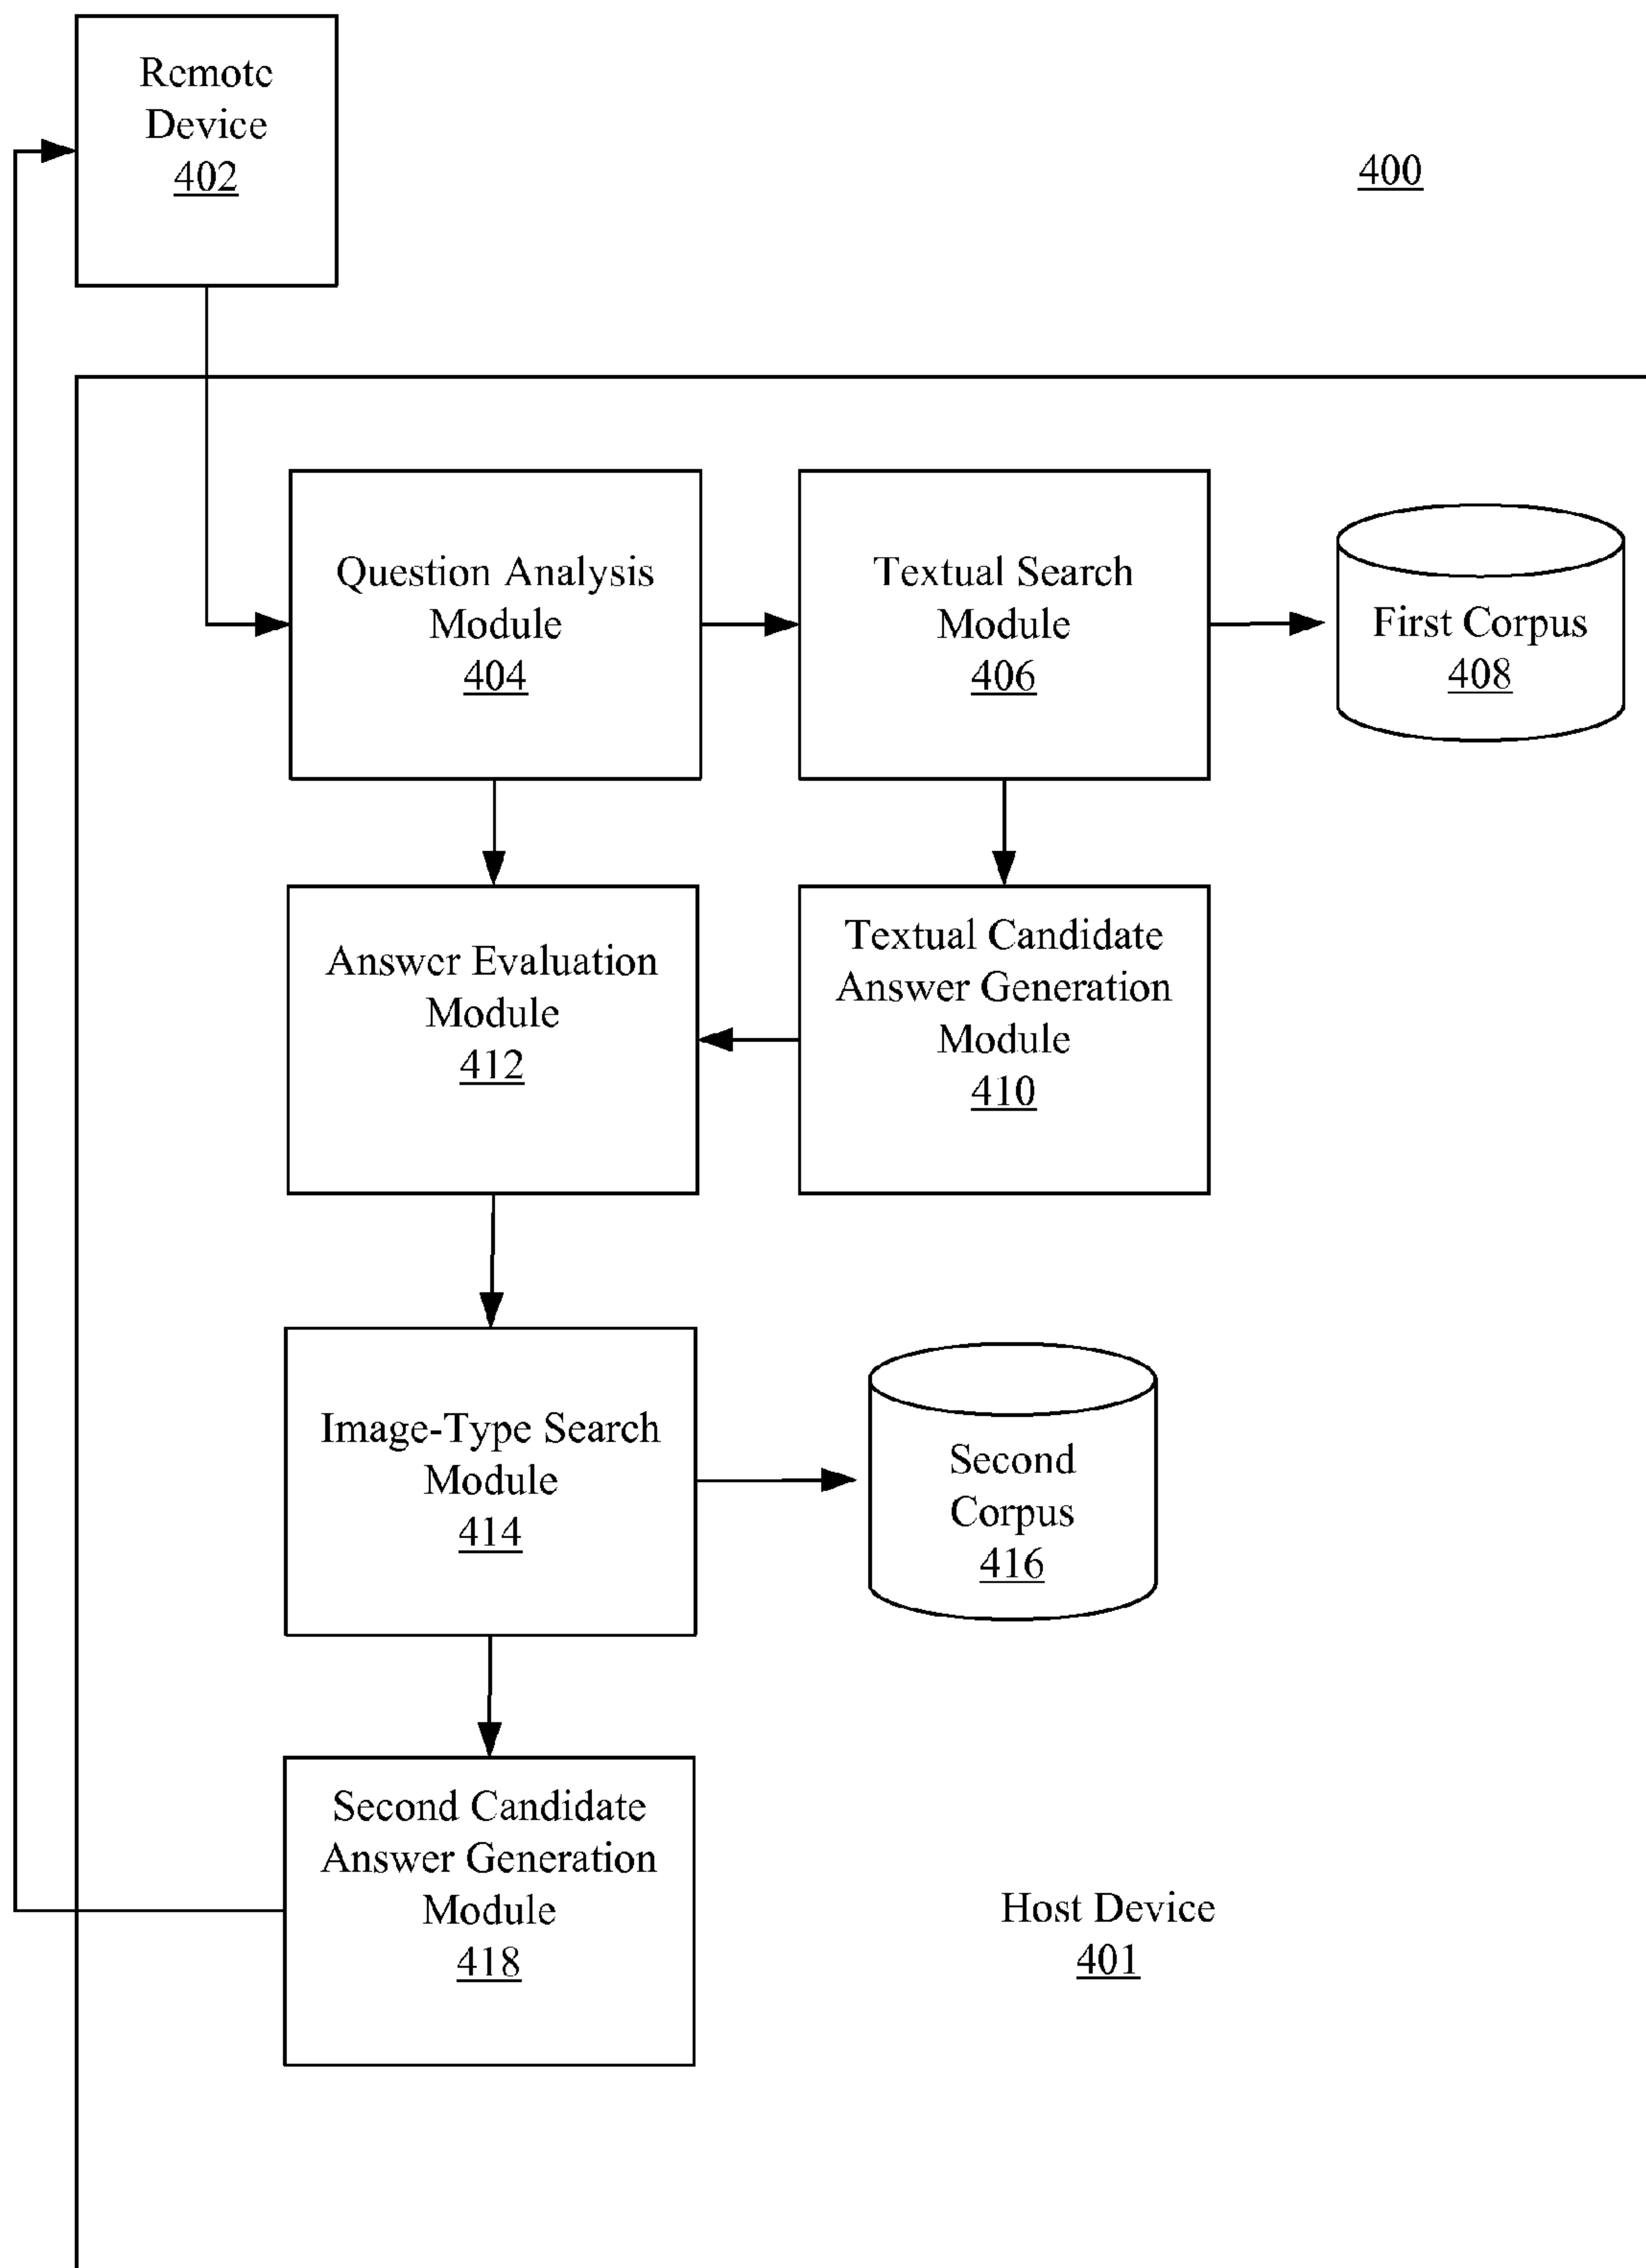 Remote
Device
402
400
Question Analysis
Module
404
Textual Search
Module
406
First Corpus
408
Answer Evaluation
Module
412
Textual Candidate
Answer Generation
Module
410
Image-Type Search
Module
414
Second
Corpus
416
Second Candidate
Answer Generation
Module
418
Host Device
401